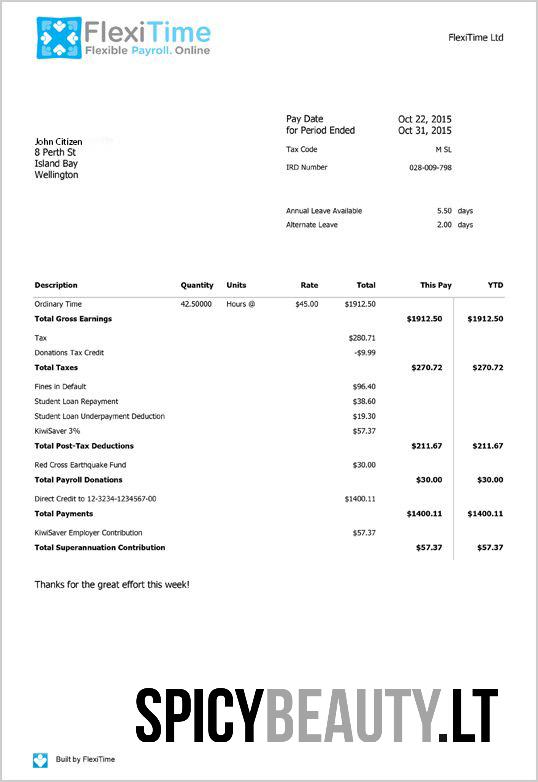 FlexiTime
Flexible Payroll. Online
FlexiTime Ltd
Pay Date Oct 22, 2015
for Period Ended Oct 31, 2015
Tax Code M SL
IRD Number 028-009-798
John Citizen
8 Perth St
Island Bay
Wellington
Annual Leave Available 5.50 days
Alternate Leave 2.00 days
Description Quantity Units Rate Total This Pay YTD
Ordinary Time 42.50000 Hours @ $45.00 $1912.50
Total Gross Earnings $1912.50 $1912.50
Tax $280.71
Donations Tax Credit -$9.99
Total Taxes $270.72 $270.72
Fines in Default $96.40
Student Loan Repayment $38.60
Student Loan Underpayment Deduction $19.30
KiwiSaver 3% $57.37
Total Post-Tax Deductions $211.67 $211.67
Red Cross Earthquake Fund $30.00
Total Payroll Donations $30.00 $30.00
Direct Credit to 12-3234-1234567-00 $1400.11
Total Payments $1400.11 $1400.11
KiwiSaver Employer Contribution $57.37
Total Superannuation Contribution $57.37 $57.37
Thanks for the great effort this week!
SPICYBEAUTY.LT
Built by FlexiTime